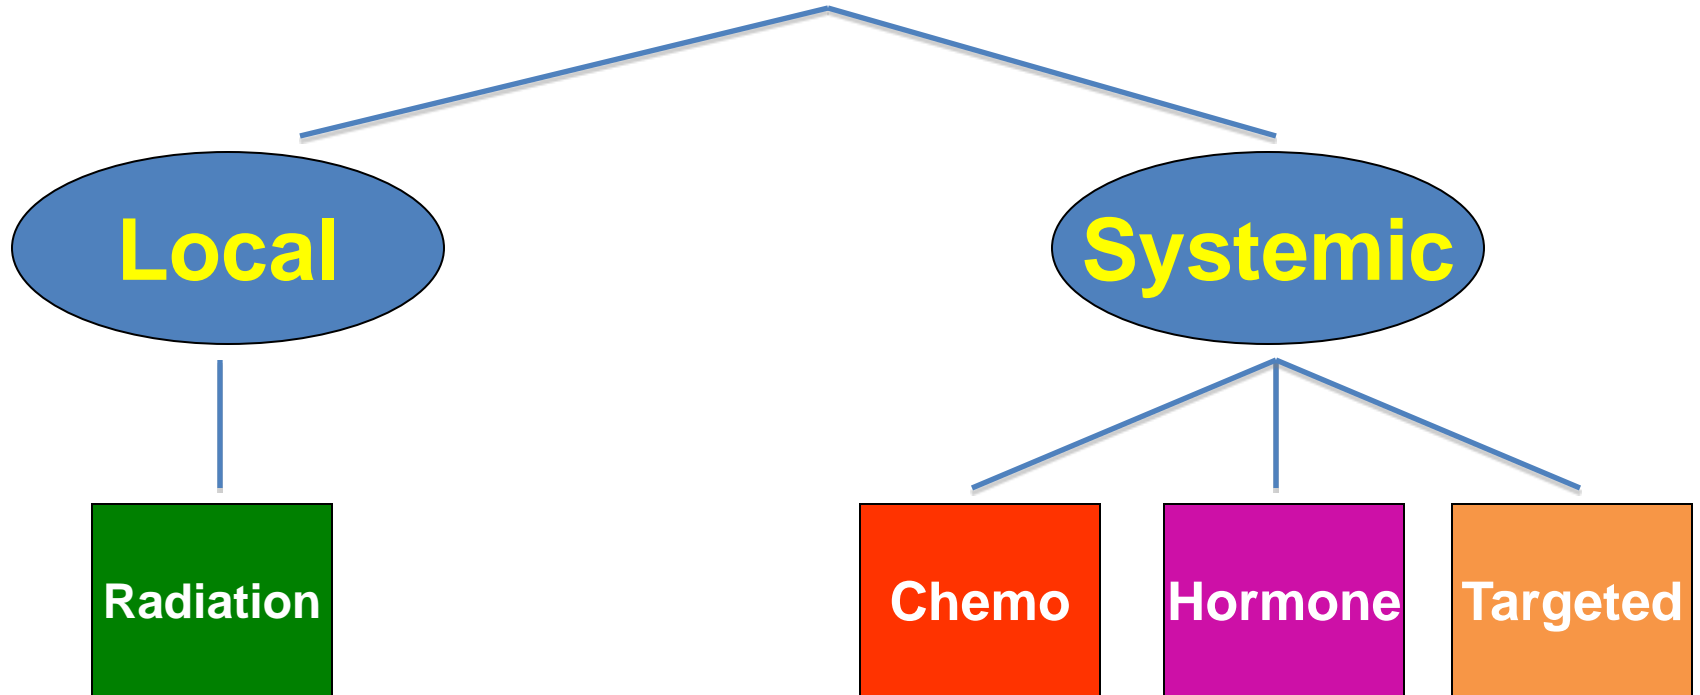 Local
Systemic
Radiation
Chemo
Hormone
Targeted